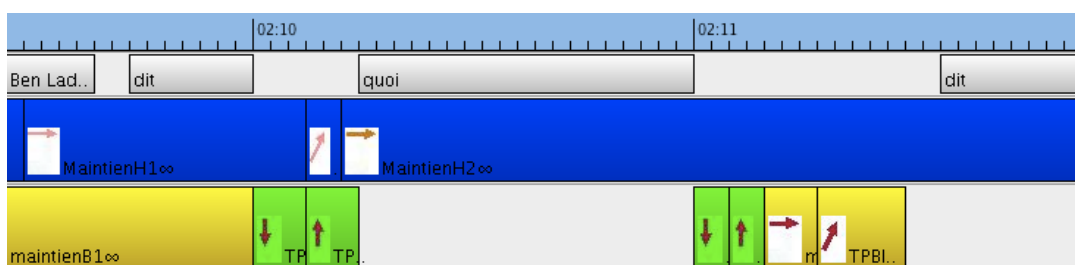 02:10 02:11
Ben Lad.. dit quoi dit
MaintienH1∞ . MaintienH2∞
maintienB1∞ TP TP.. . . m TPBl..